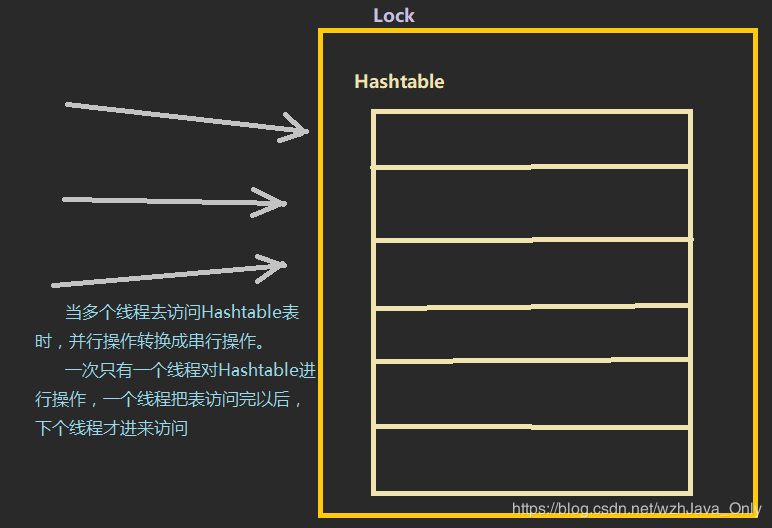 Lock
Hashtable
当多个线程去访问Hashtable表
时，并行操作转换成串行操作。
一次只有一个线程对Hashtable进
行操作，一个线程把表访问完以后，
下个线程才进来访问
https://blog.csdn.net/wzhJava_Only